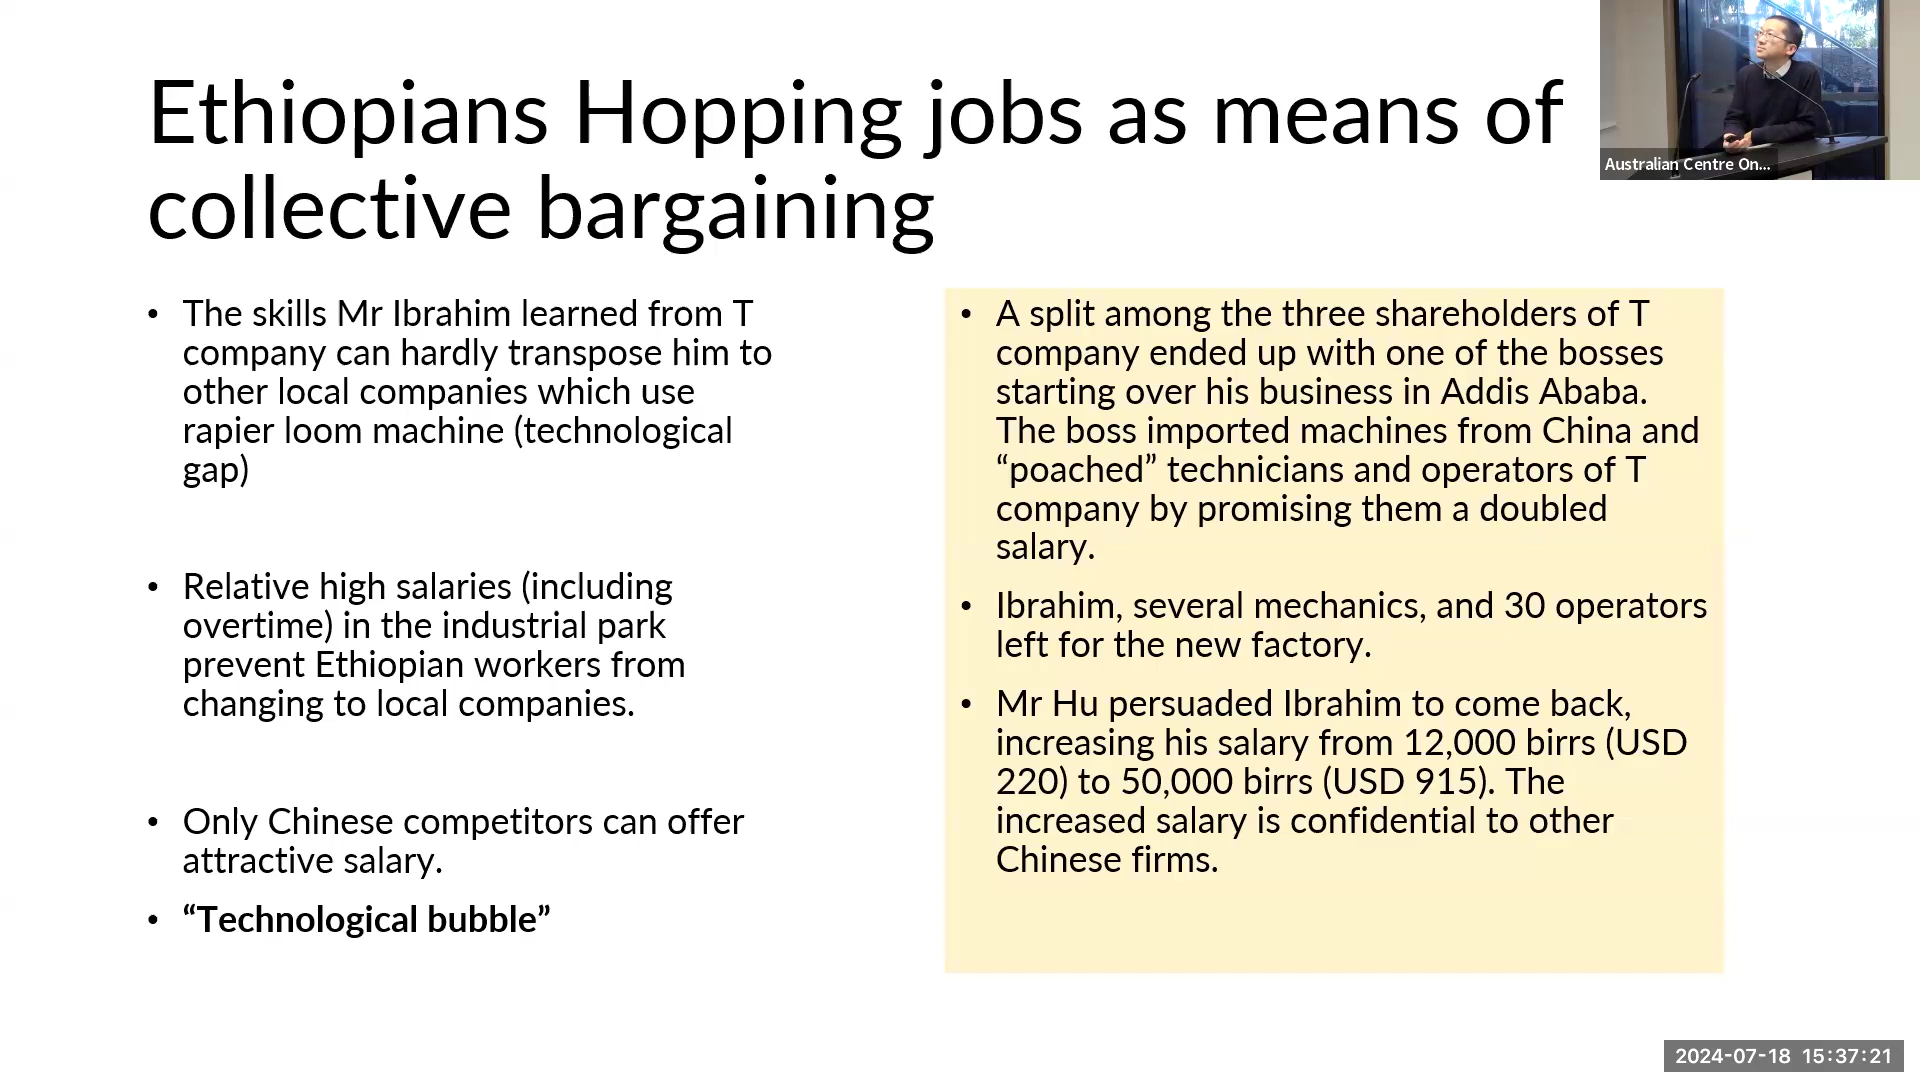 Ethiopians Hopping jobs as means of
collective bargaining
• The skills Mr Ibrahim learned from T
company can hardly transpose him to
other local companies which use
rapier loom machine (technological
gap)
• Relative high salaries (including
overtime) in the industrial park
prevent Ethiopian workers from
changing to local companies.
• Only Chinese competitors can offer
attractive salary.
• “Technological bubble”
• A split among the three shareholders of T
company ended up with one of the bosses
starting over his business in Addis Ababa.
The boss imported machines from China and
“poached” technicians and operators of T
company by promising them a doubled
salary.
• Ibrahim, several mechanics, and 30 operators
left for the new factory.
• Mr Hu persuaded Ibrahim to come back,
increasing his salary from 12,000 birrs (USD
220) to 50,000 birrs (USD 915). The
increased salary is confidential to other
Chinese firms.
Australian Centre On...
2024-07-18 15:37:21